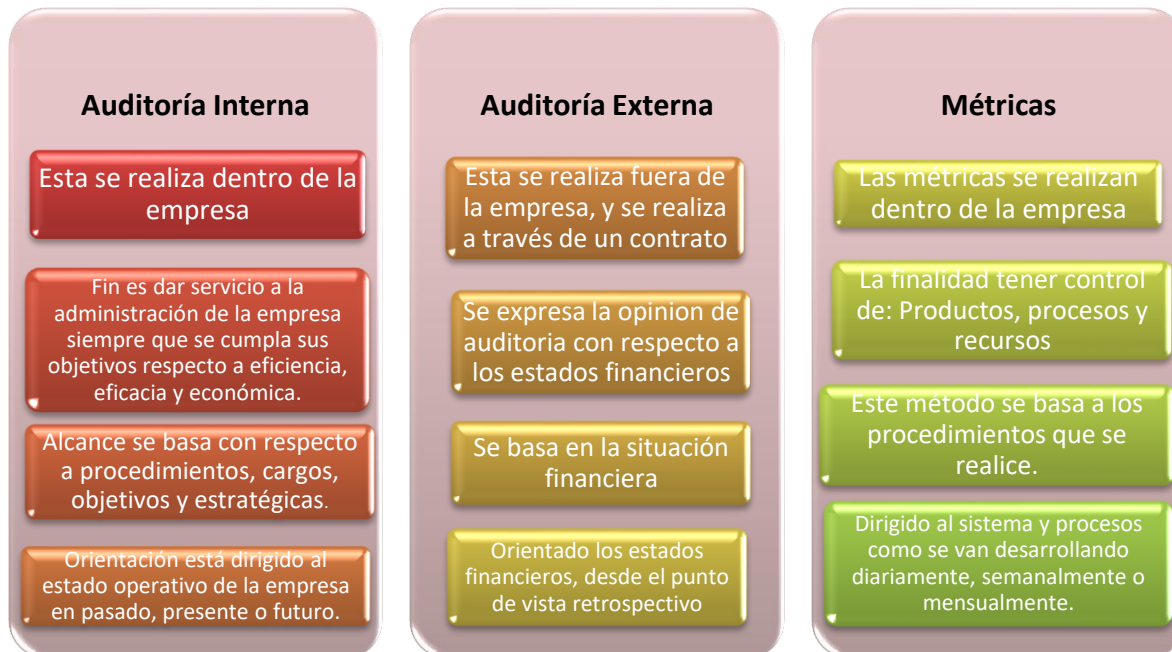 Auditoría Interna
Esta se realiza dentro de la
empresa
Fin es dar servicio a la
administración de la empresa
siempre que se cumpla sus
objetivos respecto a eficiencia,
eficacia y económica.
Alcance se basa con respecto
a procedimientos, cargos,
objetivos y estratégicas.
Orientación está dirigido al
estado operativo de la empresa
en pasado, presente o futuro.
Auditoría Externa
Esta se realiza fuera de
la empresa, y se realiza
a través de un contrato
Se expresa la opinion de
auditoria con respecto a
los estados financieros
Se basa en la situación
financiera
Orientado los estados
financieros, desde el punto
de vista retrospectivo
Métricas
Las métricas se realizan
dentro de la empresa
La finalidad tener control
de: Productos, procesos y
recursos
Este método se basa a los
procedimientos que se
realice.
Dirigido al sistema y procesos
como se van desarrollando
diariamente, semanalmente o
mensualmente.